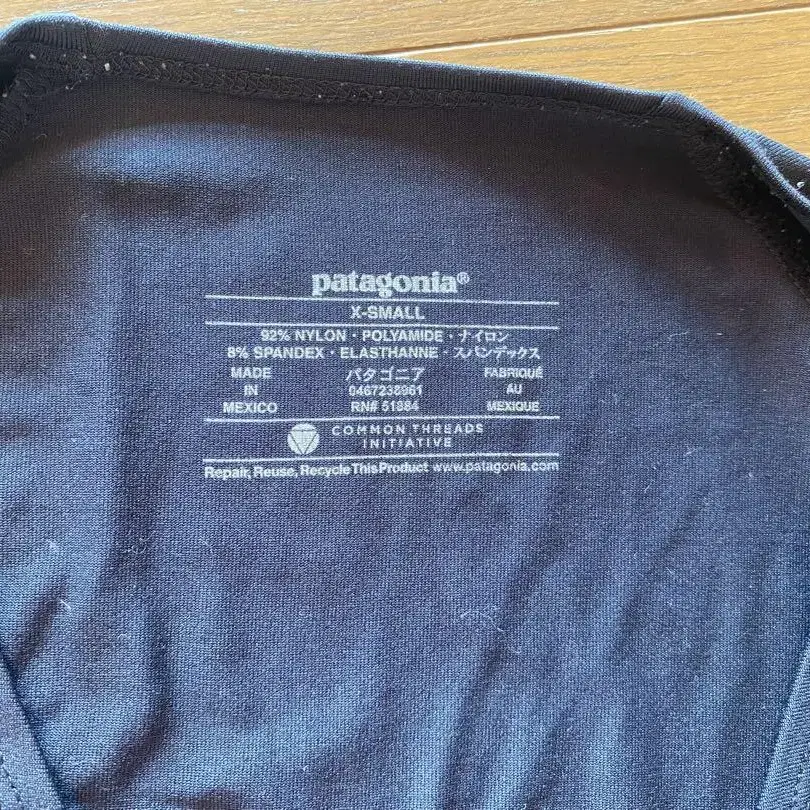 patagonia®
X-SMALL
92% NYLON · POLYAMIDE · ナイロン
8% SPANDEX · ELASTHANNE · スパンデックス
MADE パタゴニア FABRIQUÉ
IN 0467238961 AU
MEXICO RN# 51884 MEXIQUE
COMMON THREADS
INITIATIVE
Repair, Reuse, Recycle This Product www.patagonia.com